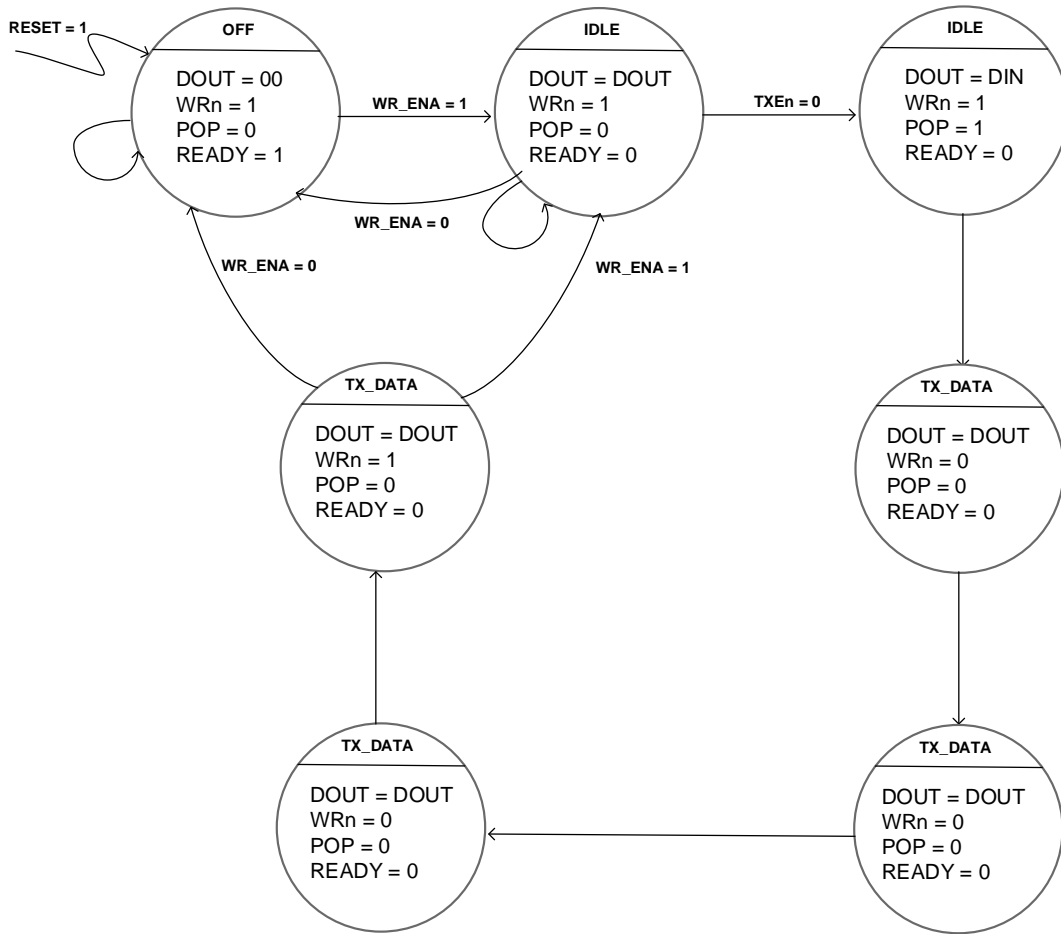 RESET = 1
OFF
DOUT = 00
WRn = 1
POP = 0
READY = 1
WR_ENA = 1
IDLE
DOUT = DOUT
WRn = 1
POP = 0
READY = 0
TXEn = 0
IDLE
DOUT = DIN
WRn = 1
POP = 1
READY = 0
WR_ENA = 0
WR_ENA = 0
WR_ENA = 1
TX_DATA
DOUT = DOUT
WRn = 1
POP = 0
READY = 0
TX_DATA
DOUT = DOUT
WRn = 0
POP = 0
READY = 0
TX_DATA
DOUT = DOUT
WRn = 0
POP = 0
READY = 0
TX_DATA
DOUT = DOUT
WRn = 0
POP = 0
READY = 0